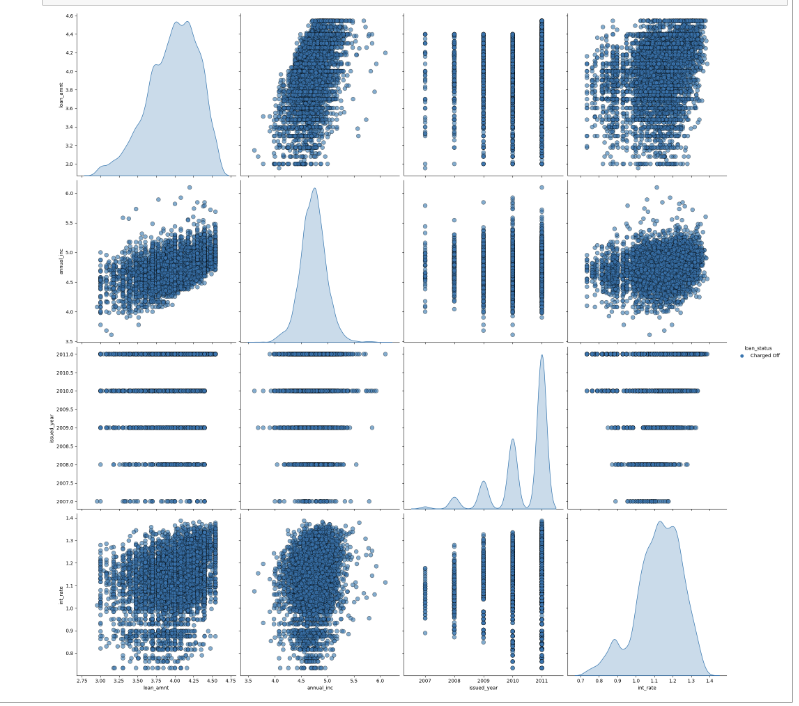 4.6
4.4
4.2
4.0
3.8
3.6
3.4
3.2
3.0
loan_amnt
6.0
5.5
5.0
4.5
4.0
3.5
annual_inc
loan_status
Charged Off
2011.0
2010.5
2010.0
2009.5
2009.0
2008.5
2008.0
2007.5
2007.0
issued_year
1.4
1.3
1.2
1.1
1.0
0.9
0.8
int_rate
2.75 3.00 3.25 3.50 3.75 4.00 4.25 4.50 4.75
3.5 4.0 4.5 5.0 5.5 6.0
2007 2008 2009 2010 2011
0.7 0.8 0.9 1.0 1.1 1.2 1.3 1.4
loan_amnt annual_inc issued_year int_rate